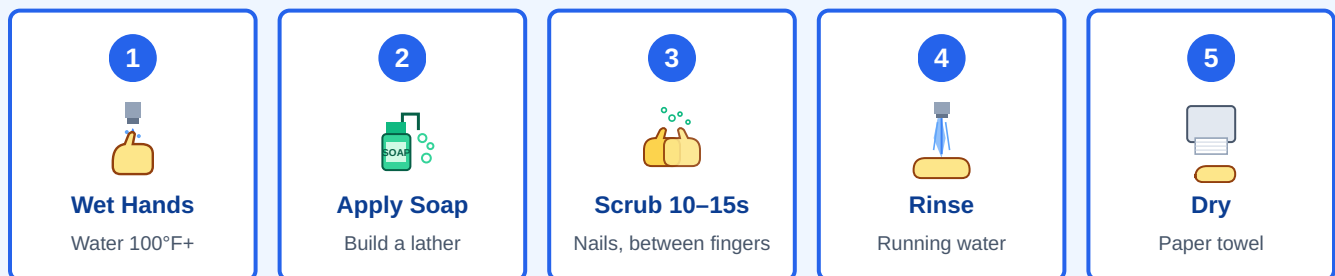 1
Wet Hands
Water 100°F+
2
SOAP
Apply Soap
Build a lather
3
Scrub 10–15s
Nails, between fingers
4
Rinse
Running water
5
Dry
Paper towel